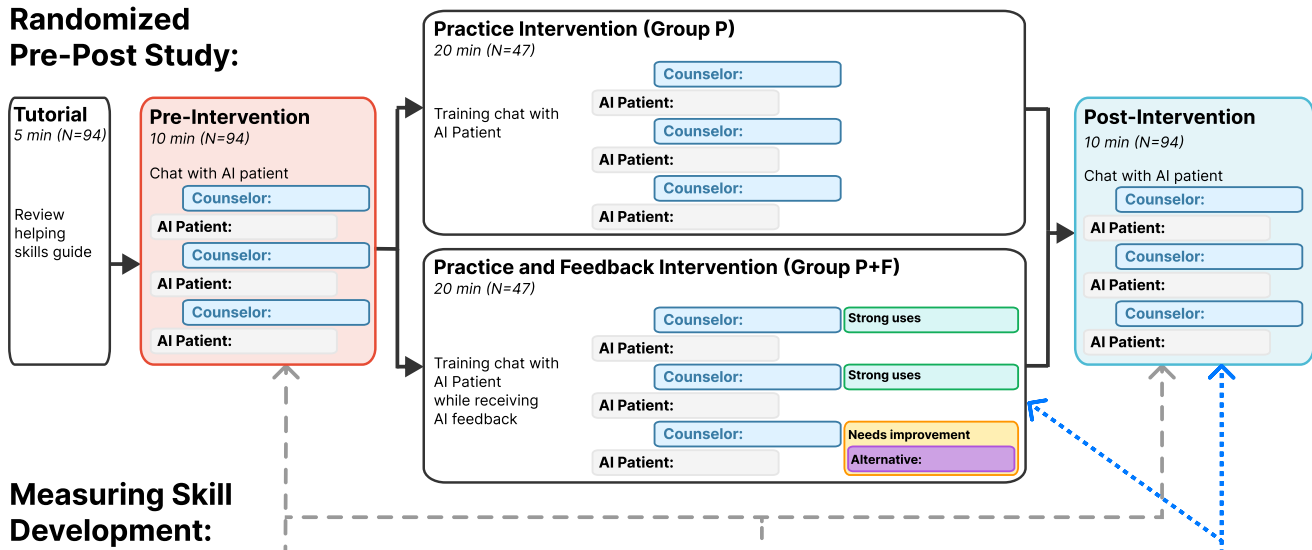 Randomized
Pre-Post Study:
Tutorial
5 min (N=94)
Review
helping
skills guide
Pre-Intervention
10 min (N=94)
Chat with AI patient
Counselor:
AI Patient:
Counselor:
AI Patient:
Counselor:
AI Patient:
Practice Intervention (Group P)
20 min (N=47)
Training chat with
AI Patient
Counselor:
AI Patient:
Counselor:
AI Patient:
Counselor:
AI Patient:
Practice and Feedback Intervention (Group P+F)
20 min (N=47)
Training chat with
AI Patient
while receiving
AI feedback
Counselor:
Strong uses
AI Patient:
Counselor:
Strong uses
AI Patient:
Counselor:
Needs improvement
Alternative:
AI Patient:
Post-Intervention
10 min (N=94)
Chat with AI patient
Counselor:
AI Patient:
Counselor:
AI Patient:
Counselor:
AI Patient:
Measuring Skill
Development: